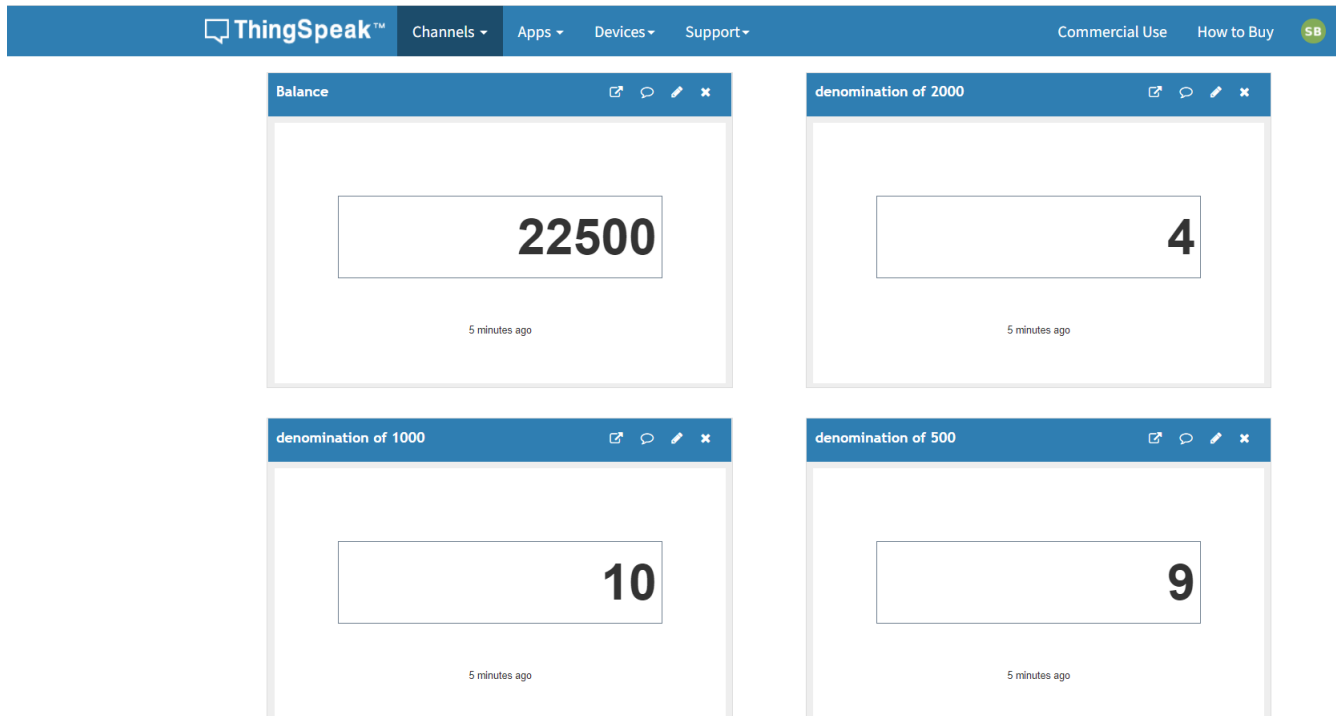 ThingSpeak™ Channels Apps Devices Support Commercial Use How to Buy SB
Balance
22500
5 minutes ago
denomination of 2000
4
5 minutes ago
denomination of 1000
10
5 minutes ago
denomination of 500
9
5 minutes ago